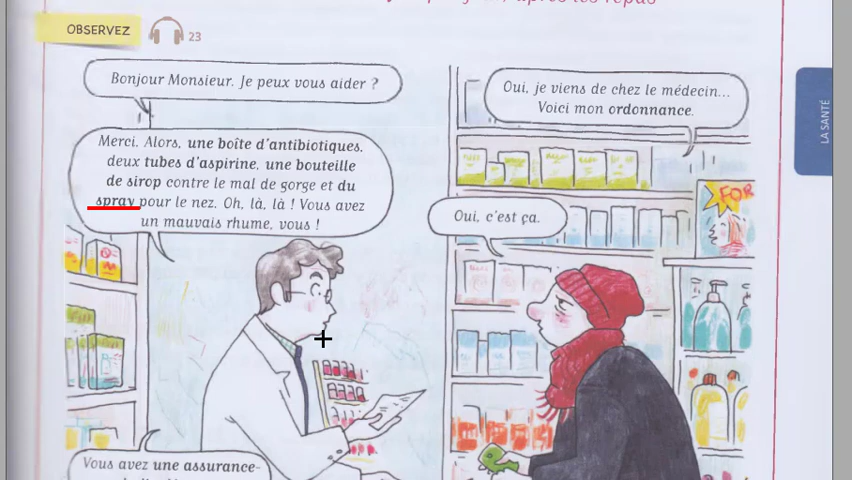 OBSERVEZ
23
Bonjour Monsieur. Je peux vous aider ?
Oui, je viens de chez le médecin...
Voici mon ordonnance.
Merci. Alors, une boîte d'antibiotiques,
deux tubes d'aspirine, une bouteille
de sirop contre le mal de gorge et du
spray pour le nez. Oh, là, là ! Vous avez
un mauvais rhume, vous !
Oui, c'est ça.
FOR
LA SANTÉ
Vous avez une assurance-